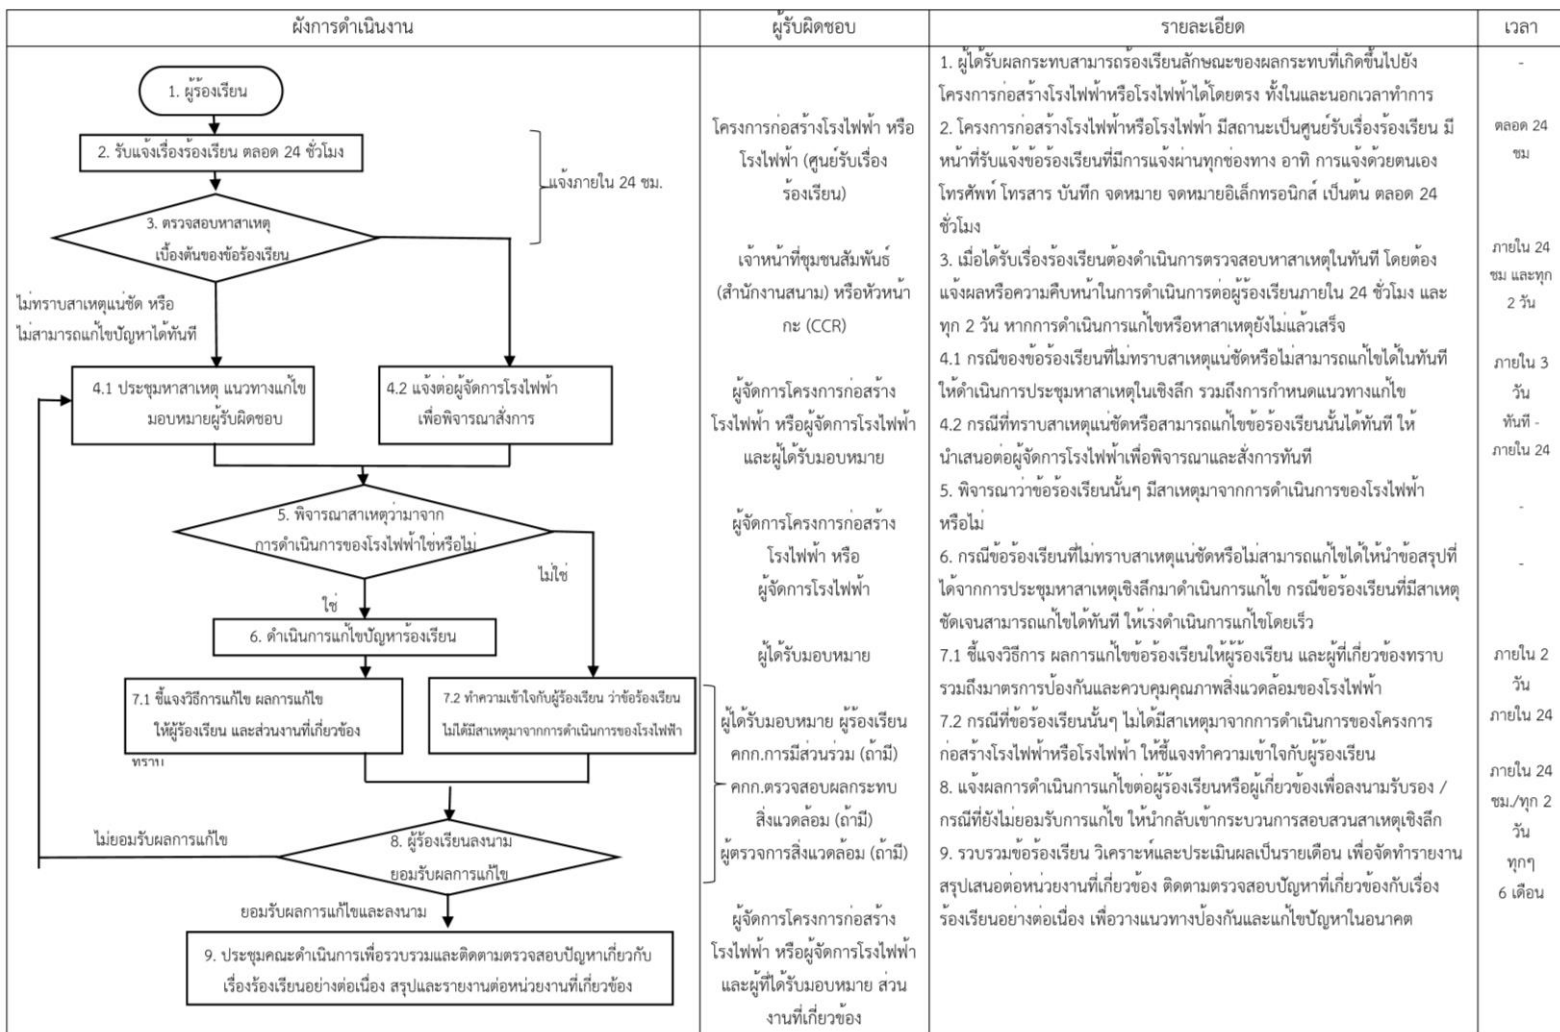 ผังการดำเนินงาน
ผู้รับผิดชอบ
รายละเอียด
เวลา
1. ผู้ร้องเรียน
2. รับแจ้งเรื่องร้องเรียน ตลอด 24 ชั่วโมง
แจ้งภายใน 24 ชม.
3. ตรวจสอบหาสาเหตุ
เบื้องต้นของข้อร้องเรียน
ไม่ทราบสาเหตุแน่ชัด หรือ
ไม่สามารถแก้ไขปัญหาได้ทันที
4.1 ประชุมหาสาเหตุ แนวทางแก้ไข
มอบหมายผู้รับผิดชอบ
4.2 แจ้งต่อผู้จัดการโรงไฟฟ้า
เพื่อพิจารณาสั่งการ
5. พิจารณาสาเหตุว่ามาจาก
การดำเนินการของโรงไฟฟ้าใช่หรือไม่
ไม่ใช่
ใช่
6. ดำเนินการแก้ไขปัญหาร้องเรียน
7.1 ชี้แจงวิธีการแก้ไข ผลการแก้ไข
ให้ผู้ร้องเรียน และส่วนงานที่เกี่ยวข้อง
ทราบ
7.2 ทำความเข้าใจกับผู้ร้องเรียน ว่าข้อร้องเรียน
ไม่ได้มีสาเหตุมาจากการดำเนินการของโรงไฟฟ้า
ไม่ยอมรับผลการแก้ไข
8. ผู้ร้องเรียนลงนาม
ยอมรับผลการแก้ไข
ยอมรับผลการแก้ไขและลงนาม
9. ประชุมคณะดำเนินการเพื่อรวบรวมและติดตามตรวจสอบปัญหาเกี่ยวกับ
เรื่องร้องเรียนอย่างต่อเนื่อง สรุปและรายงานต่อหน่วยงานที่เกี่ยวข้อง
โครงการก่อสร้างโรงไฟฟ้า หรือ
โรงไฟฟ้า (ศูนย์รับเรื่อง
ร้องเรียน)
เจ้าหน้าที่ชุมชนสัมพันธ์
(สำนักงานสนาม) หรือหัวหน้า
กะ (CCR)
ผู้จัดการโครงการก่อสร้าง
โรงไฟฟ้า หรือผู้จัดการโรงไฟฟ้า
และผู้ได้รับมอบหมาย
ผู้จัดการโครงการก่อสร้าง
โรงไฟฟ้า หรือ
ผู้จัดการโรงไฟฟ้า
ผู้ได้รับมอบหมาย
ผู้ได้รับมอบหมาย ผู้ร้องเรียน
คกก.การมีส่วนร่วม (ถ้ามี)
คกก.ตรวจสอบผลกระทบ
สิ่งแวดล้อม (ถ้ามี)
ผู้ตรวจการสิ่งแวดล้อม (ถ้ามี)
ผู้จัดการโครงการก่อสร้าง
โรงไฟฟ้า หรือผู้จัดการโรงไฟฟ้า
และผู้ที่ได้รับมอบหมาย ส่วน
งานที่เกี่ยวข้อง
1. ผู้ได้รับผลกระทบสามารถร้องเรียนลักษณะของผลกระทบที่เกิดขึ้นไปยัง
โครงการก่อสร้างโรงไฟฟ้าหรือโรงไฟฟ้าได้โดยตรง ทั้งในและนอกเวลาทำการ
2. โครงการก่อสร้างโรงไฟฟ้าหรือโรงไฟฟ้า มีสถานะเป็นศูนย์รับเรื่องร้องเรียน มี
หน้าที่รับแจ้งข้อร้องเรียนที่มีการแจ้งผ่านทุกช่องทาง อาทิ การแจ้งด้วยตนเอง
โทรศัพท์ โทรสาร บันทึก จดหมาย จดหมายอิเล็กทรอนิกส์ เป็นต้น ตลอด 24
ชั่วโมง
3. เมื่อได้รับเรื่องร้องเรียนต้องดำเนินการตรวจสอบหาสาเหตุในทันที โดยต้อง
แจ้งผลหรือความคืบหน้าในการดำเนินการต่อผู้ร้องเรียนภายใน 24 ชั่วโมง และ
ทุก 2 วัน หากการดำเนินการแก้ไขหรือหาสาเหตุยังไม่แล้วเสร็จ
4.1 กรณีของข้อร้องเรียนที่ไม่ทราบสาเหตุแน่ชัดหรือไม่สามารถแก้ไขได้ในทันที
ให้ดำเนินการประชุมหาสาเหตุในเชิงลึก รวมถึงการกำหนดแนวทางแก้ไข
4.2 กรณีที่ทราบสาเหตุแน่ชัดหรือสามารถแก้ไขข้อร้องเรียนนั้นได้ทันที ให้
นำเสนอต่อผู้จัดการโรงไฟฟ้าเพื่อพิจารณาและสั่งการทันที
5. พิจารณาว่าข้อร้องเรียนนั้นๆ มีสาเหตุมาจากการดำเนินการของโรงไฟฟ้า
หรือไม่
6. กรณีข้อร้องเรียนที่ไม่ทราบสาเหตุแน่ชัดหรือไม่สามารถแก้ไขได้ให้นำข้อสรุปที่
ได้จากการประชุมหาสาเหตุเชิงลึกมาดำเนินการแก้ไข กรณีข้อร้องเรียนที่มีสาเหตุ
ชัดเจนสามารถแก้ไขได้ทันที ให้เร่งดำเนินการแก้ไขโดยเร็ว
7.1 ชี้แจงวิธีการ ผลการแก้ไขข้อร้องเรียนให้ผู้ร้องเรียน และผู้ที่เกี่ยวข้องทราบ
รวมถึงมาตรการป้องกันและควบคุมคุณภาพสิ่งแวดล้อมของโรงไฟฟ้า
7.2 กรณีที่ข้อร้องเรียนนั้นๆ ไม่ได้มีสาเหตุมาจากการดำเนินการของโครงการ
ก่อสร้างโรงไฟฟ้าหรือโรงไฟฟ้า ให้ชี้แจงทำความเข้าใจกับผู้ร้องเรียน
8. แจ้งผลการดำเนินการแก้ไขต่อผู้ร้องเรียนหรือผู้เกี่ยวข้องเพื่อลงนามรับรอง /
กรณีที่ยังไม่ยอมรับการแก้ไข ให้นำกลับเข้ากระบวนการสอบสวนสาเหตุเชิงลึก
9. รวบรวมข้อร้องเรียน วิเคราะห์และประเมินผลเป็นรายเดือน เพื่อจัดทำรายงาน
สรุปเสนอต่อหน่วยงานที่เกี่ยวข้อง ติดตามตรวจสอบปัญหาที่เกี่ยวข้องกับเรื่อง
ร้องเรียนอย่างต่อเนื่อง เพื่อวางแนวทางป้องกันและแก้ไขปัญหาในอนาคต
-
ตลอด 24
ชม
ภายใน 24
ชม และทุก
2 วัน
ภายใน 3
วัน
ทันที -
ภายใน 24
-
-
ภายใน 2
วัน
ภายใน 24
ภายใน 24
ชม./ทุก 2
วัน
ทุกๆ
6 เดือน